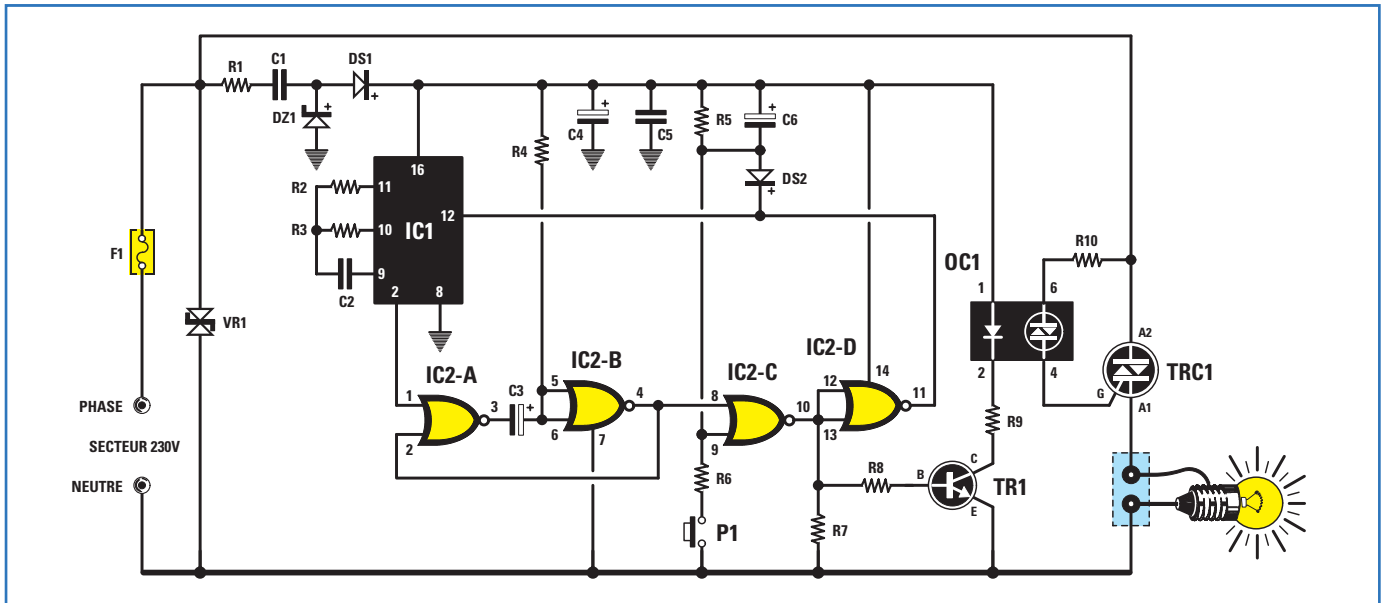 R1
C1
DS1
+
DZ1
+
R4
+
C4
C5
R5
+
C6
DS2
+
R2
R3
C2
16
11
10
9
12
IC1
2
8
F1
VR1
PHASE
SECTEUR 230V
NEUTRE
IC2-A
1
2
3
C3
+
IC2-B
5
6
4
7
IC2-C
8
9
10
IC2-D
12
13
14
11
R6
P1
R7
R8
B
C
E
TR1
R9
OC1
1
2
6
4
R10
A2
G
A1
TRC1